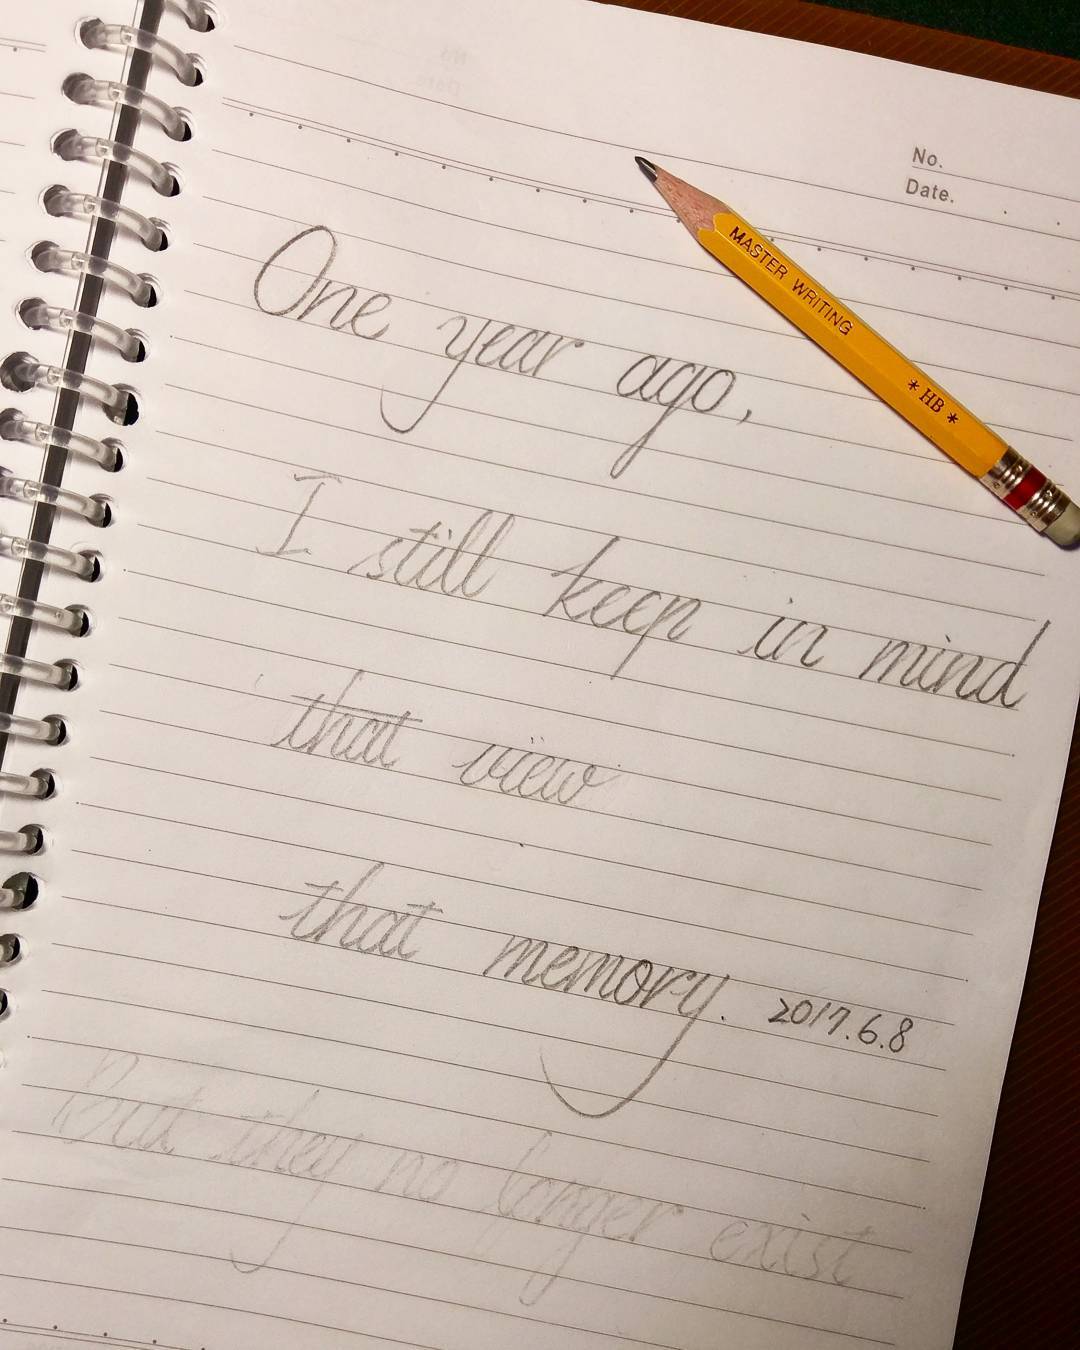 No.
Date.
MASTER WRITING
* HB *
One year ago,
I still keep in mind
that view
that memory. 2017.6.8
But they no longer exist